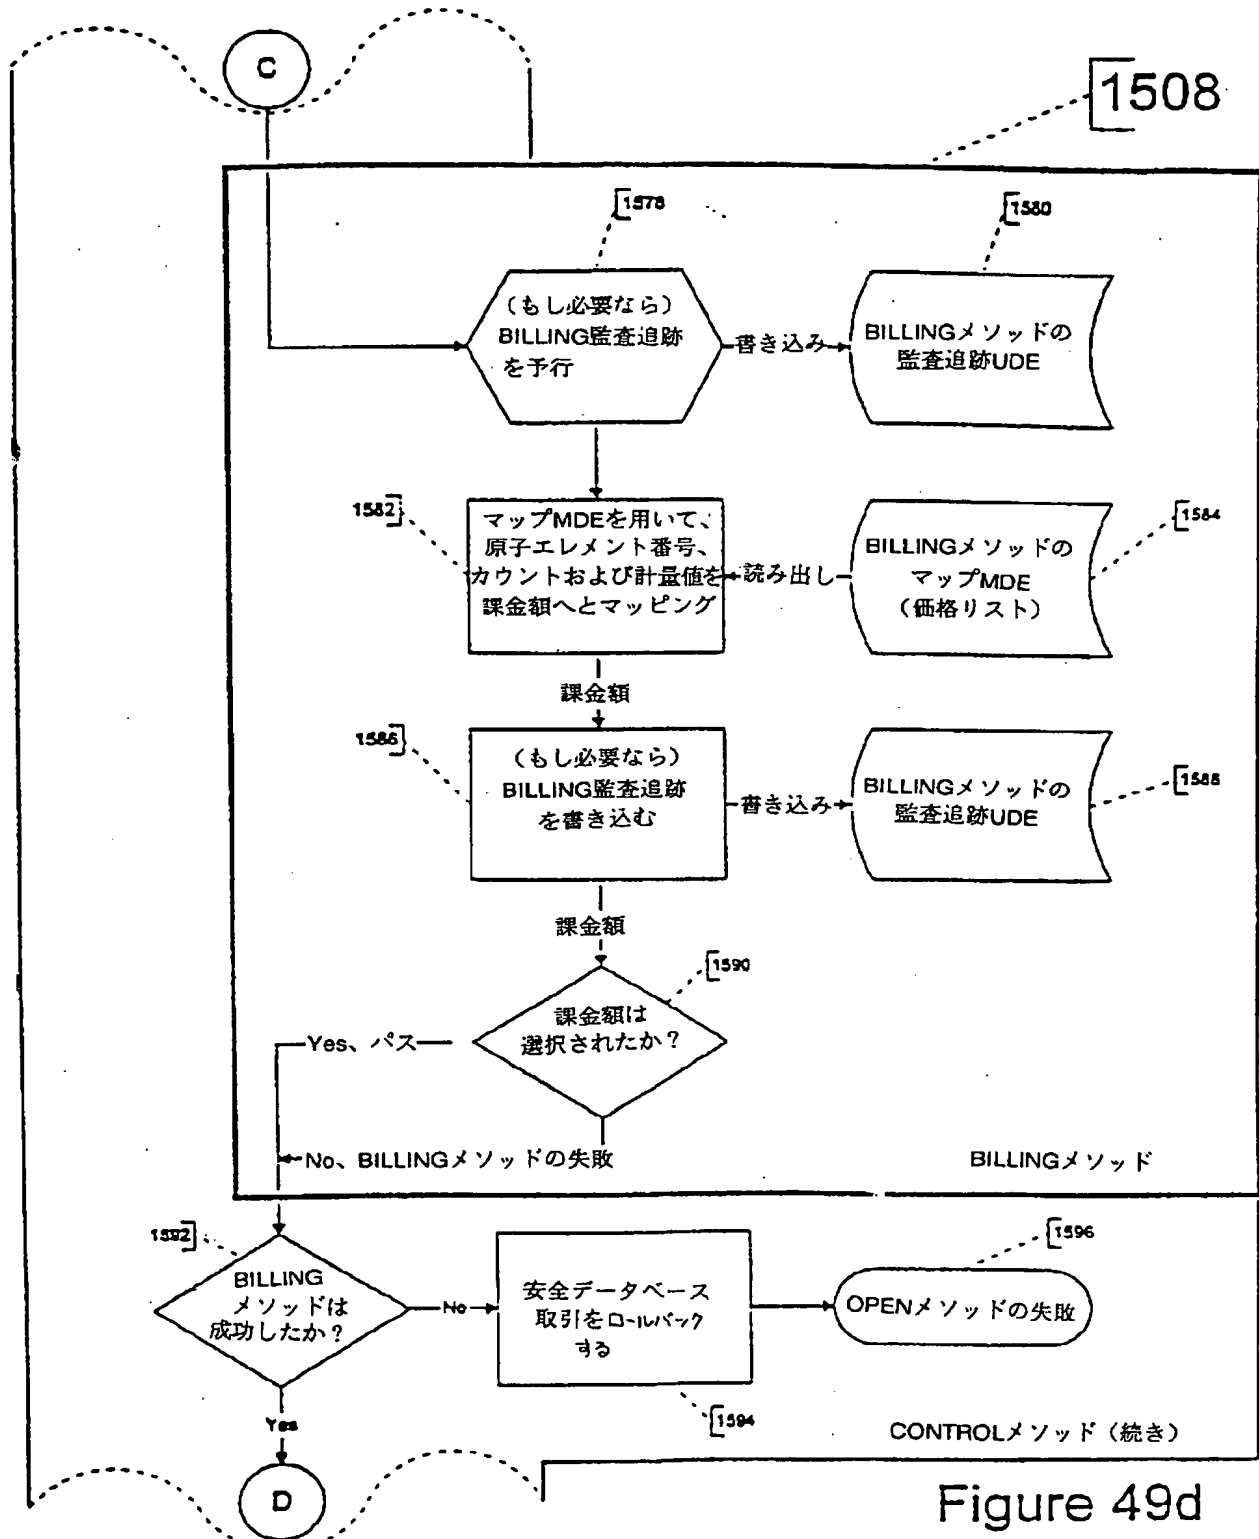 C
1508
1578
1580
(もし必要なら)
BILLING監査追跡
を予行
書き込み
BILLINGメソッドの
監査追跡UDE
1582
マップMDEを用いて、
原子エレメント番号、
カウントおよび計量値を
課金額へとマッピング
読み出し
BILLINGメソッドの
マップMDE
(価格リスト)
1584
課金額
1586
(もし必要なら)
BILLING監査追跡
を書き込む
書き込み
BILLINGメソッドの
監査追跡UDE
1588
課金額
1590
課金額は
選択されたか?
Yes、パス
No、BILLINGメソッドの失敗
BILLINGメソッド
1592
BILLING
メソッドは
成功したか?
No
安全データベース
取引をロールバック
する
1594
OPENメソッドの失敗
1596
Yes
CONTROLメソッド(続き)
D
Figure 49d